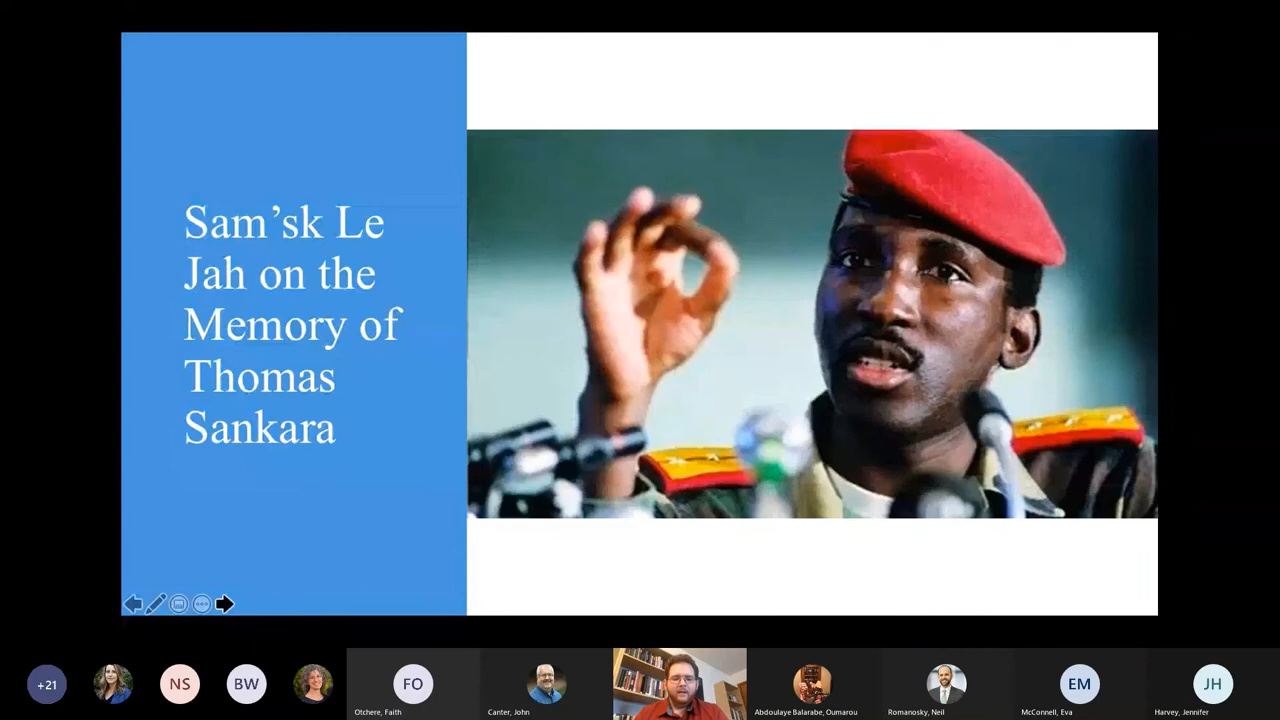 Sam’sk Le
Jah on the
Memory of
Thomas
Sankara
+21
NS
BW
FO
EM
JH
Otchere, Faith
Canter, John
Abdoulaye Balarabe, Oumarou
Romanosky, Neil
McConnell, Eva
Harvey, Jennifer